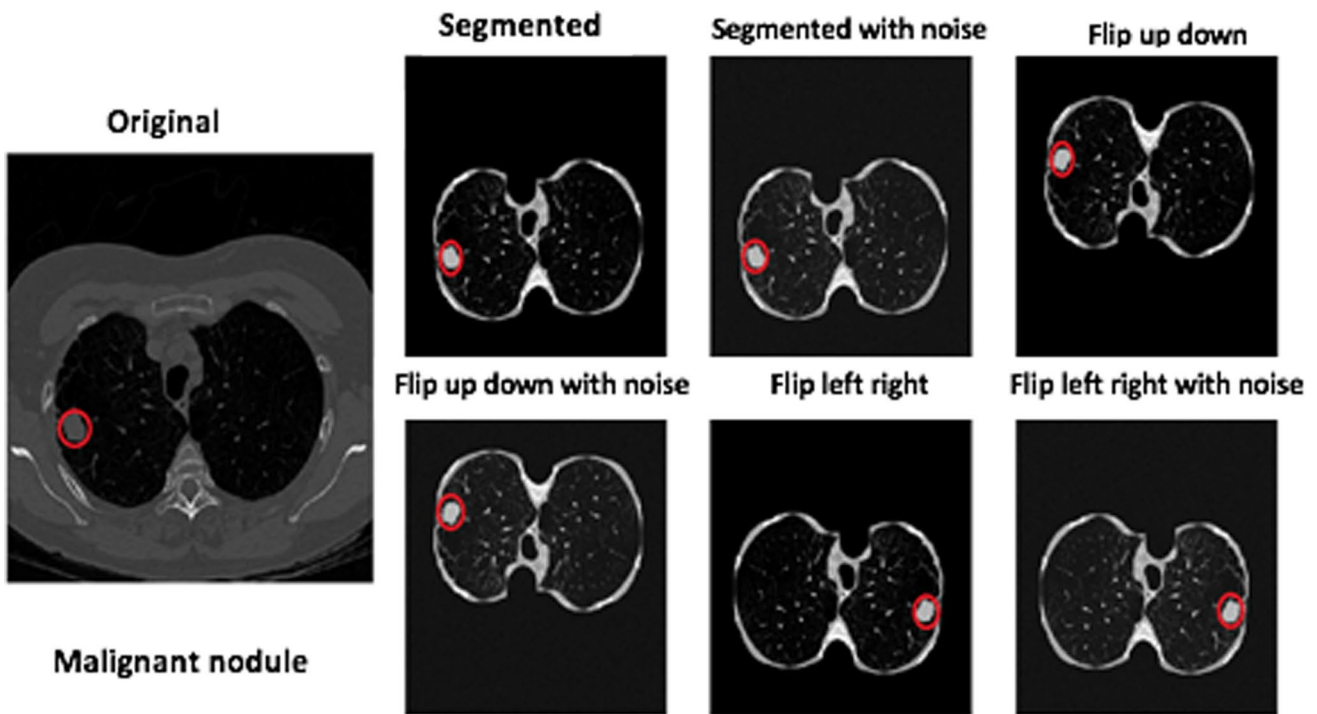 Original
Malignant nodule
Segmented
Segmented with noise
Flip up down
Flip up down with noise
Flip left right
Flip left right with noise